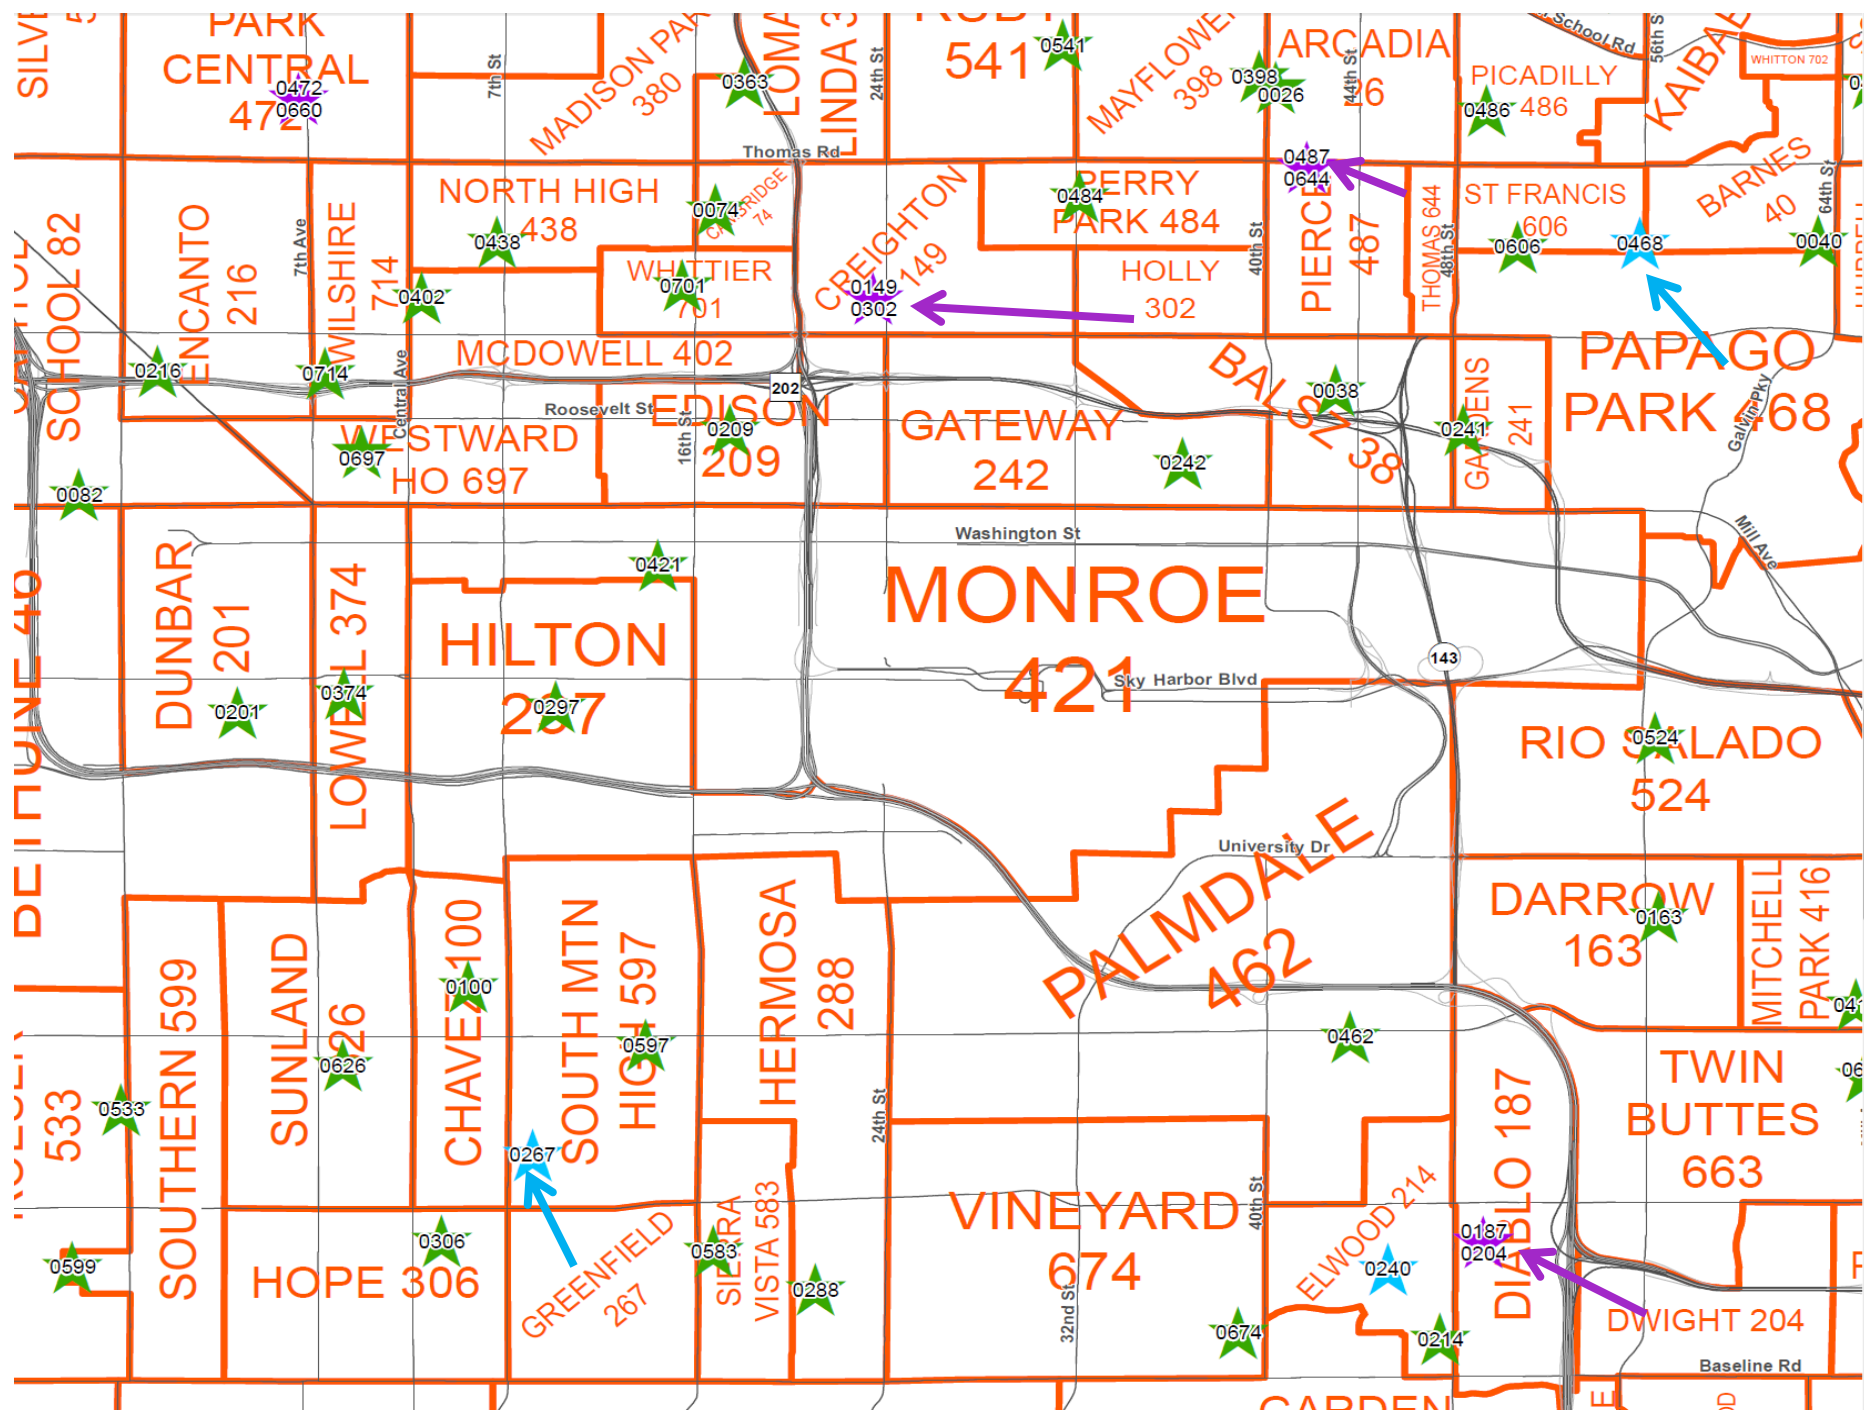 PARK
CENTRAL
472
0472
0660
7th St
MADISON PAR
380
0363
LOMA
LINDA 3
24th St
541
0541
MAYFLOWER
398
0398
0026
ARCADIA
26
44th St
School Rd
56th S
PICADILLY
486
0486
KAIBAB
WHITTON 702
Thomas Rd
SCHOOL 82
ENCANTO
216
7th Ave
WILSHIRE
714
NORTH HIGH
438
0438
0402
CAMBRIDGE
74
0074
WHITTIER
701
0701
CREIGHTON
149
0149
0302
PERRY
PARK 484
0484
HOLLY
302
40th St
0487
0644
PIERCE
487
THOMAS 644
48th St
ST FRANCIS
606
0606
0468
BARNES
40
0040
64th St
0216
0714
MCDOWELL 402
Central Ave
202
Roosevelt St
16th St
EDISON
209
0209
WESTWARD
HO 697
0697
0082
GATEWAY
242
0242
BALSZ 38
0038
GARDENS
241
0241
PAPAGO
PARK 468
Galvin Pky
Mill Ave
Washington St
BETHUNE 46
DUNBAR
201
0201
LOWELL 374
0374
HILTON
297
0297
0421
MONROE
421
Sky Harbor Blvd
143
RIO SALADO
524
0524
University Dr
PALMDALE
462
0462
DARROW
163
0163
MITCHELL
PARK 416
SOUTHERN 599
SUNLAND
626
0626
CHAVEZ 100
0100
SOUTH MTN
HIGH 597
0597
HERMOSA
288
24th St
533
0533
0267
TWIN
BUTTES
663
DIABLO 187
0187
0204
0599
HOPE 306
0306
GREENFIELD
267
SIERRA
VISTA 583
0583
0288
VINEYARD
674
0674
32nd St
40th St
ELWOOD 214
0240
0214
DWIGHT 204
Baseline Rd